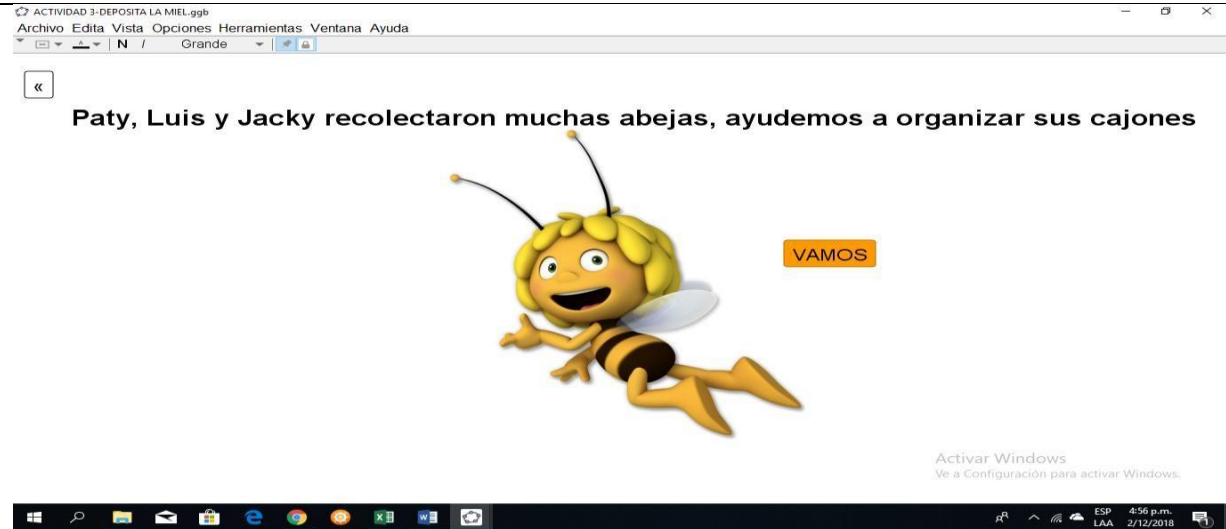 ACTIVIDAD 3-DEPOSITA LA MIEL.ggb
Archivo Edita Vista Opciones Herramientas Ventana Ayuda
N I Grande
«
Paty, Luis y Jacky recolectaron muchas abejas, ayudemos a organizar sus cajones
VAMOS
Activar Windows
Ve a Configuración para activar Windows.
ESP 4:56 p.m.
LAA 2/12/2018